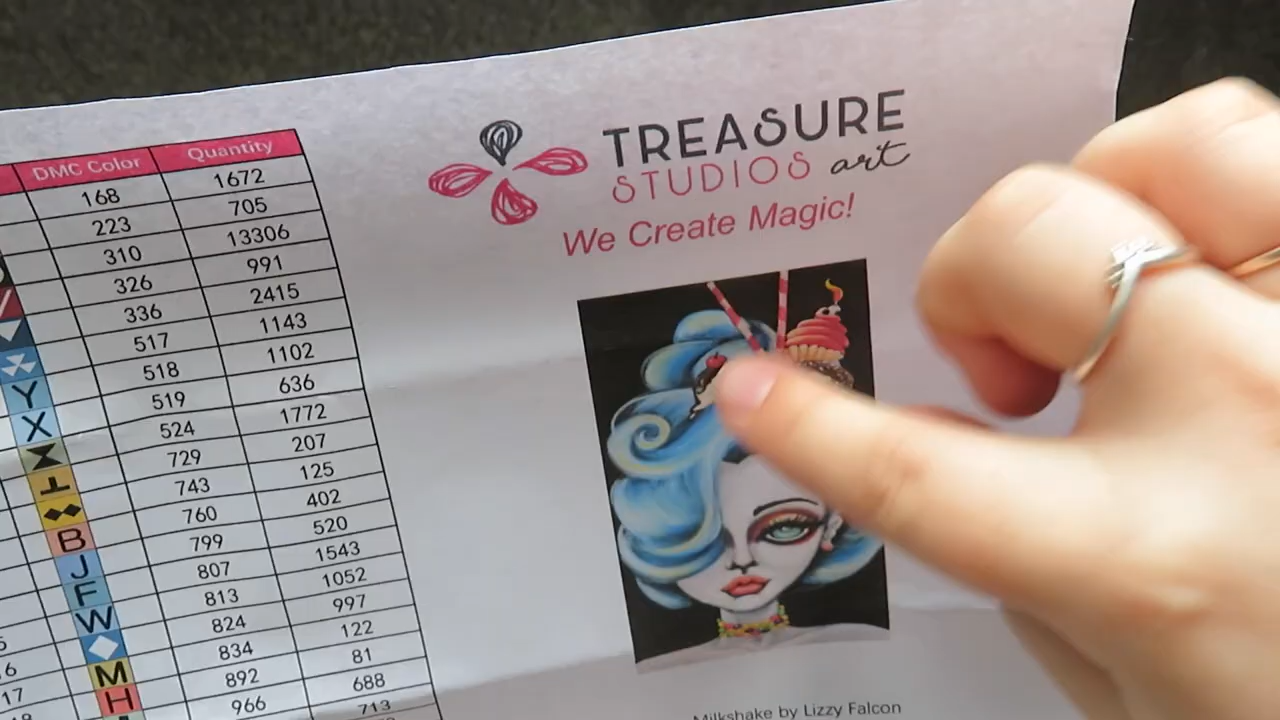 TREASURE
STUDIOS art
We Create Magic!
DMC Color Quantity
168 1672
223 705
310 13306
326 991
336 2415
517 1143
Y 518 1102
X 519 636
524 1772
729 207
743 125
B 760 402
J 799 520
F 807 1543
W 813 1052
824 997
17 M 834 122
H 892 81
966 688
713
Milkshake by Lizzy Falcon